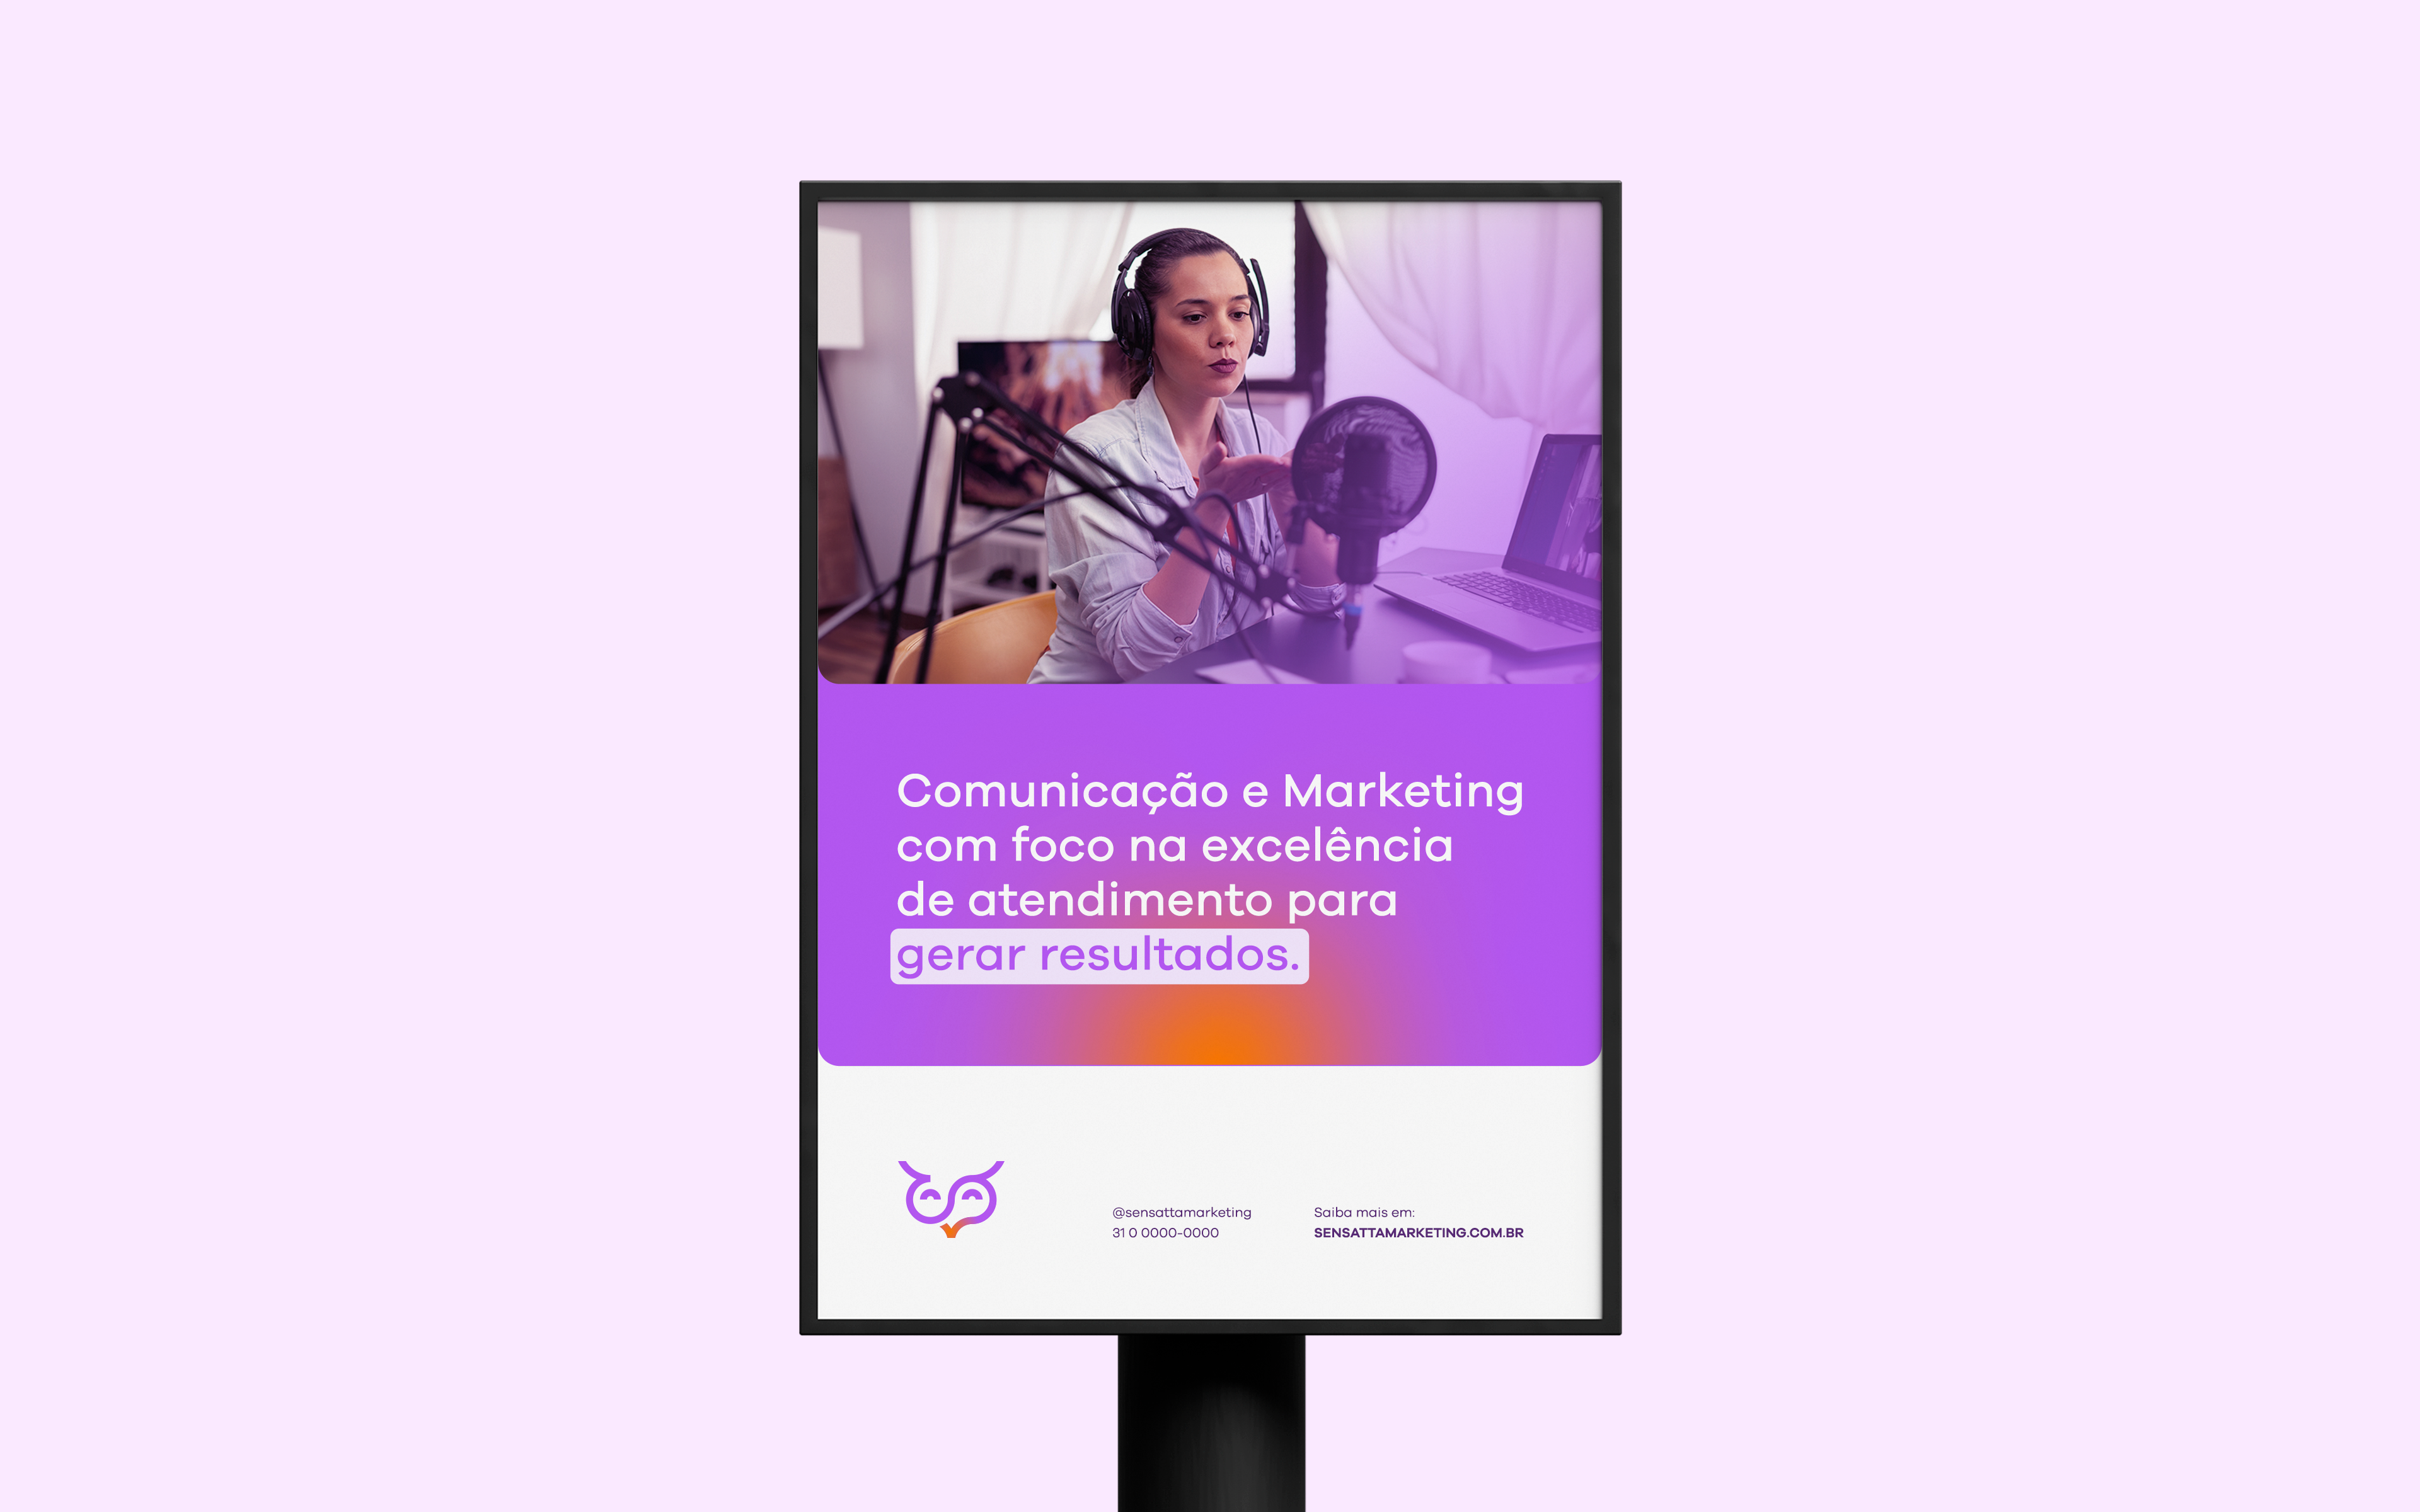 Comunicação e Marketing
com foco na excelência
de atendimento para
gerar resultados.
@sensattamarketing
31 0 0000-0000
Saiba mais em:
SENSATTAMARKETING.COM.BR